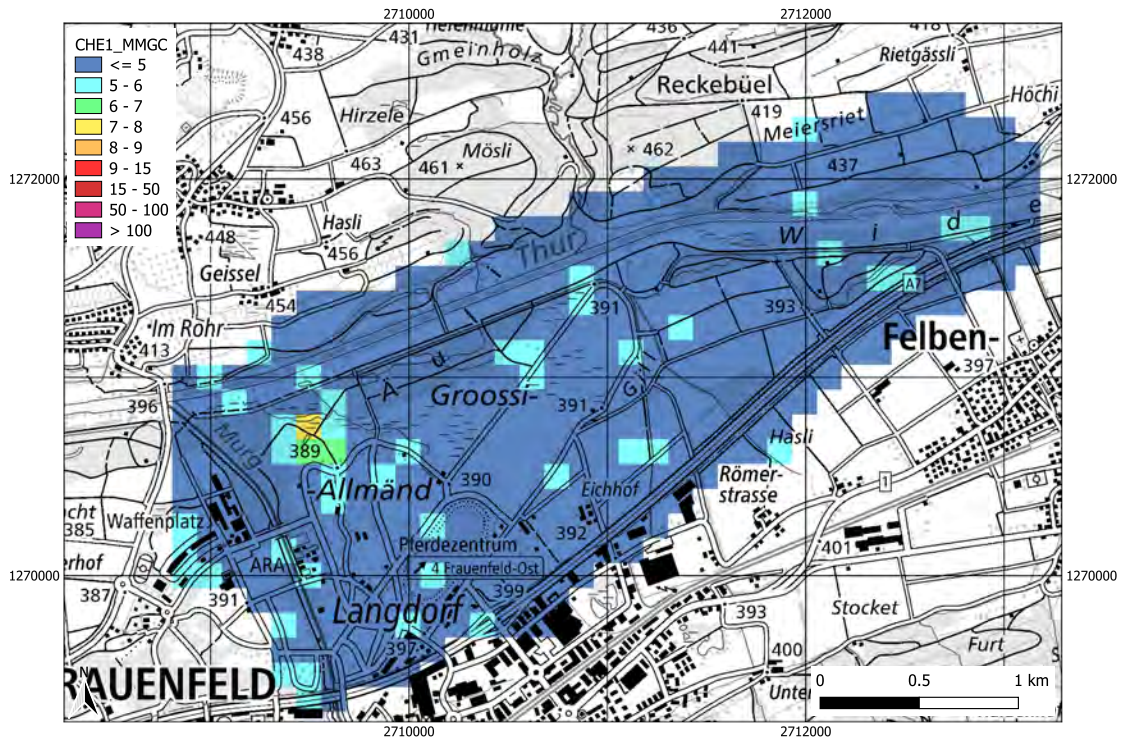 2710000
2712000
CHE1_MMGC
<= 5
5 - 6
6 - 7
7 - 8
8 - 9
9 - 15
15 - 50
50 - 100
> 100
438
431
Gmeinholz
436
441
418
Rietgässli
Reckebüel
Höchi
456
Hirzele
419
Meiersriet
463
461
Mösli
462
437
1272000
1272000
Hasli
448
456
Geissel
Thur
W i d e
454
A7
391
393
Im Rohr
413
Felben-
397
A u
Grossi-
Gril
396
391
Murg
389
Hasli
Allmänd
390
Eichhof
Römer-
strasse
1
385
Waffenplatz
392
401
Pferdezentrum
ARA
4 Frauenfeld-Ost
1270000
1270000
387
391
399
Langdorf
393
Stocket
397
Furt
400
RAUENFELD
Unter
N
0 0.5 1 km
2710000
2712000